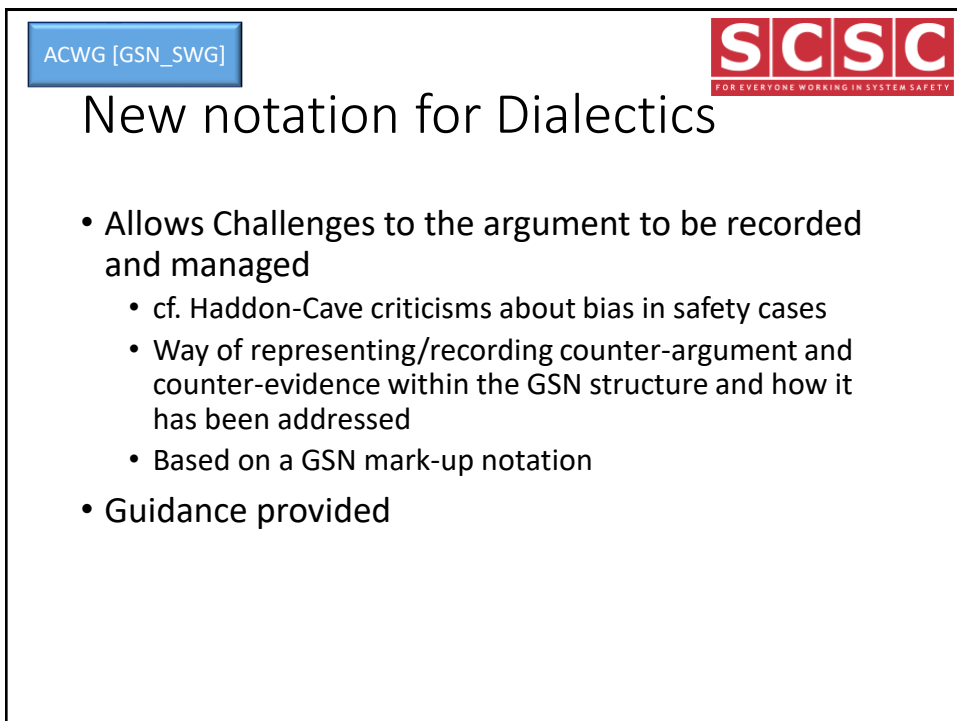 ACWG [GSN_SWG]
SCSC
FOR EVERYONE WORKING IN SYSTEM SAFETY
New notation for Dialectics
• Allows Challenges to the argument to be recorded
and managed
• cf. Haddon-Cave criticisms about bias in safety cases
• Way of representing/recording counter-argument and
counter-evidence within the GSN structure and how it
has been addressed
• Based on a GSN mark-up notation
• Guidance provided